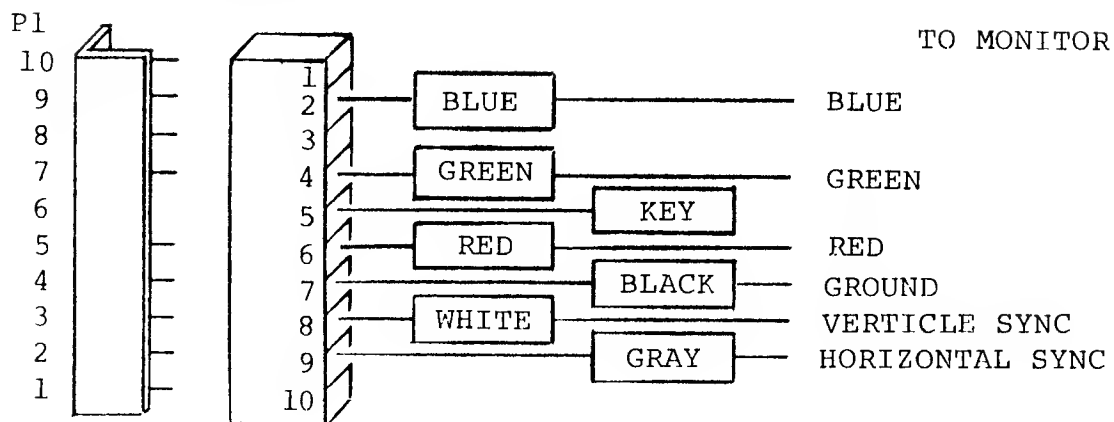 P1
TO MONITOR
10
9
8
7
6
5
4
3
2
1
1
2 BLUE BLUE
3
4 GREEN GREEN
5 KEY
6 RED RED
7 BLACK GROUND
8 WHITE VERTICLE SYNC
9 GRAY HORIZONTAL SYNC
10